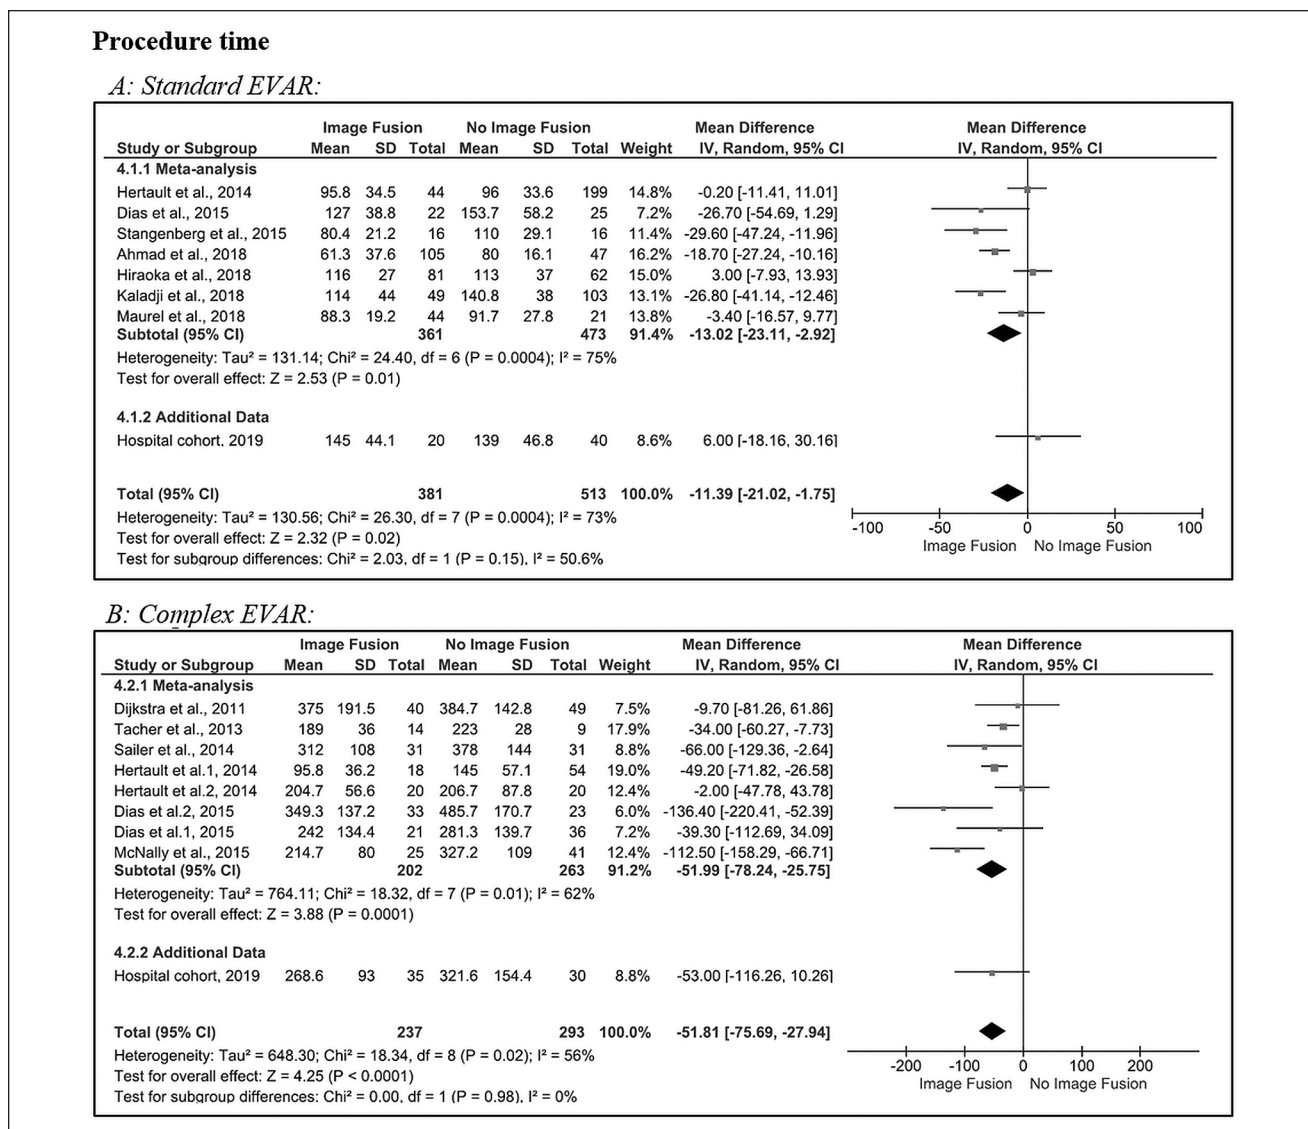 Procedure time
A: Standard EVAR:
Image Fusion No Image Fusion Mean Difference Mean Difference
Study or Subgroup Mean SD Total Mean SD Total Weight IV, Random, 95% CI IV, Random, 95% CI
4.1.1 Meta-analysis
Hertault et al., 2014 95.8 34.5 44 96 33.6 199 14.8% -0.20 [-11.41, 11.01]
Dias et al., 2015 127 38.8 22 153.7 58.2 25 7.2% -26.70 [-54.69, 1.29]
Stangenberg et al., 2015 80.4 21.2 16 110 29.1 16 11.4% -29.60 [-47.24, -11.96]
Ahmad et al., 2018 61.3 37.6 105 80 16.1 47 16.2% -18.70 [-27.24, -10.16]
Hiraoka et al., 2018 116 27 81 113 37 62 15.0% 3.00 [-7.93, 13.93]
Kaladji et al., 2018 114 44 49 140.8 38 103 13.1% -26.80 [-41.14, -12.46]
Maurel et al., 2018 88.3 19.2 44 91.7 27.8 21 13.8% -3.40 [-16.57, 9.77]
Subtotal (95% CI) 361 473 91.4% -13.02 [-23.11, -2.92]
Heterogeneity: Tau² = 131.14; Chi² = 24.40, df = 6 (P = 0.0004); I² = 75%
Test for overall effect: Z = 2.53 (P = 0.01)
4.1.2 Additional Data
Hospital cohort, 2019 145 44.1 20 139 46.8 40 8.6% 6.00 [-18.16, 30.16]
Total (95% CI) 381 513 100.0% -11.39 [-21.02, -1.75]
Heterogeneity: Tau² = 130.56; Chi² = 26.30, df = 7 (P = 0.0004); I² = 73%
Test for overall effect: Z = 2.32 (P = 0.02)
Test for subgroup differences: Chi² = 2.03, df = 1 (P = 0.15), I² = 50.6%
-100 -50 0 50 100
Image Fusion No Image Fusion
B: Complex EVAR:
Image Fusion No Image Fusion Mean Difference Mean Difference
Study or Subgroup Mean SD Total Mean SD Total Weight IV, Random, 95% CI IV, Random, 95% CI
4.2.1 Meta-analysis
Dijkstra et al., 2011 375 191.5 40 384.7 142.8 49 7.5% -9.70 [-81.26, 61.86]
Tacher et al., 2013 189 36 14 223 28 9 17.9% -34.00 [-60.27, -7.73]
Sailer et al., 2014 312 108 31 378 144 31 8.8% -66.00 [-129.36, -2.64]
Hertault et al.1, 2014 95.8 36.2 18 145 57.1 54 19.0% -49.20 [-71.82, -26.58]
Hertault et al.2, 2014 204.7 56.6 20 206.7 87.8 20 12.4% -2.00 [-47.78, 43.78]
Dias et al.2, 2015 349.3 137.2 33 485.7 170.7 23 6.0% -136.40 [-220.41, -52.39]
Dias et al.1, 2015 242 134.4 21 281.3 139.7 36 7.2% -39.30 [-112.69, 34.09]
McNally et al., 2015 214.7 80 25 327.2 109 41 12.4% -112.50 [-158.29, -66.71]
Subtotal (95% CI) 202 263 91.2% -51.99 [-78.24, -25.75]
Heterogeneity: Tau² = 764.11; Chi² = 18.32, df = 7 (P = 0.01); I² = 62%
Test for overall effect: Z = 3.88 (P = 0.0001)
4.2.2 Additional Data
Hospital cohort, 2019 268.6 93 35 321.6 154.4 30 8.8% -53.00 [-116.26, 10.26]
Total (95% CI) 237 293 100.0% -51.81 [-75.69, -27.94]
Heterogeneity: Tau² = 648.30; Chi² = 18.34, df = 8 (P = 0.02); I² = 56%
Test for overall effect: Z = 4.25 (P < 0.0001)
Test for subgroup differences: Chi² = 0.00, df = 1 (P = 0.98), I² = 0%
-200 -100 0 100 200
Image Fusion No Image Fusion